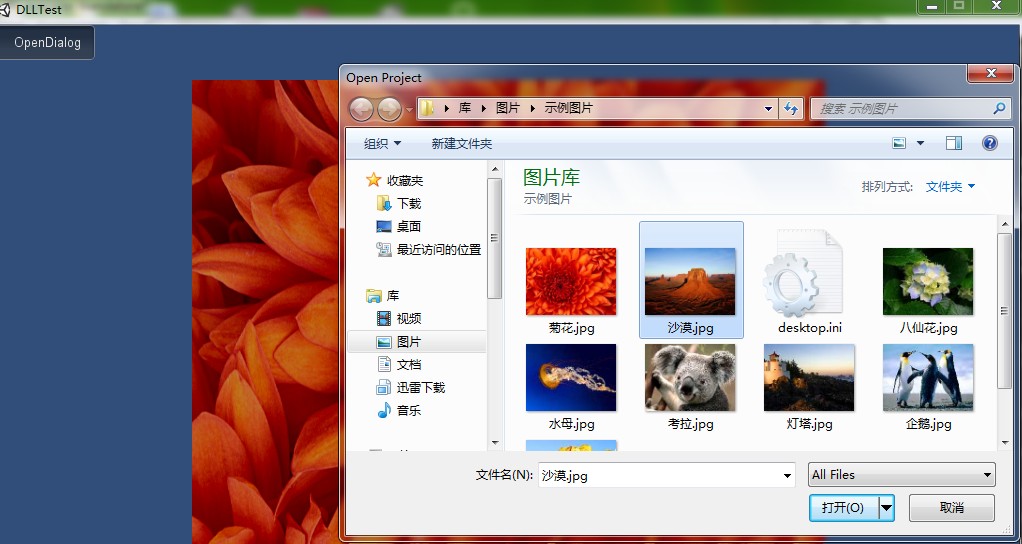 DLLTest
OpenDialog
Open Project
库 图片 示例图片
搜索 示例图片
组织 新建文件夹
收藏夹
下载
桌面
最近访问的位置
库
视频
图片
文档
迅雷下载
音乐
图片库
示例图片
排列方式: 文件夹
菊花.jpg 沙漠.jpg desktop.ini 八仙花.jpg
水母.jpg 考拉.jpg 灯塔.jpg 企鹅.jpg
文件名(N): 沙漠.jpg All Files
打开(O) 取消